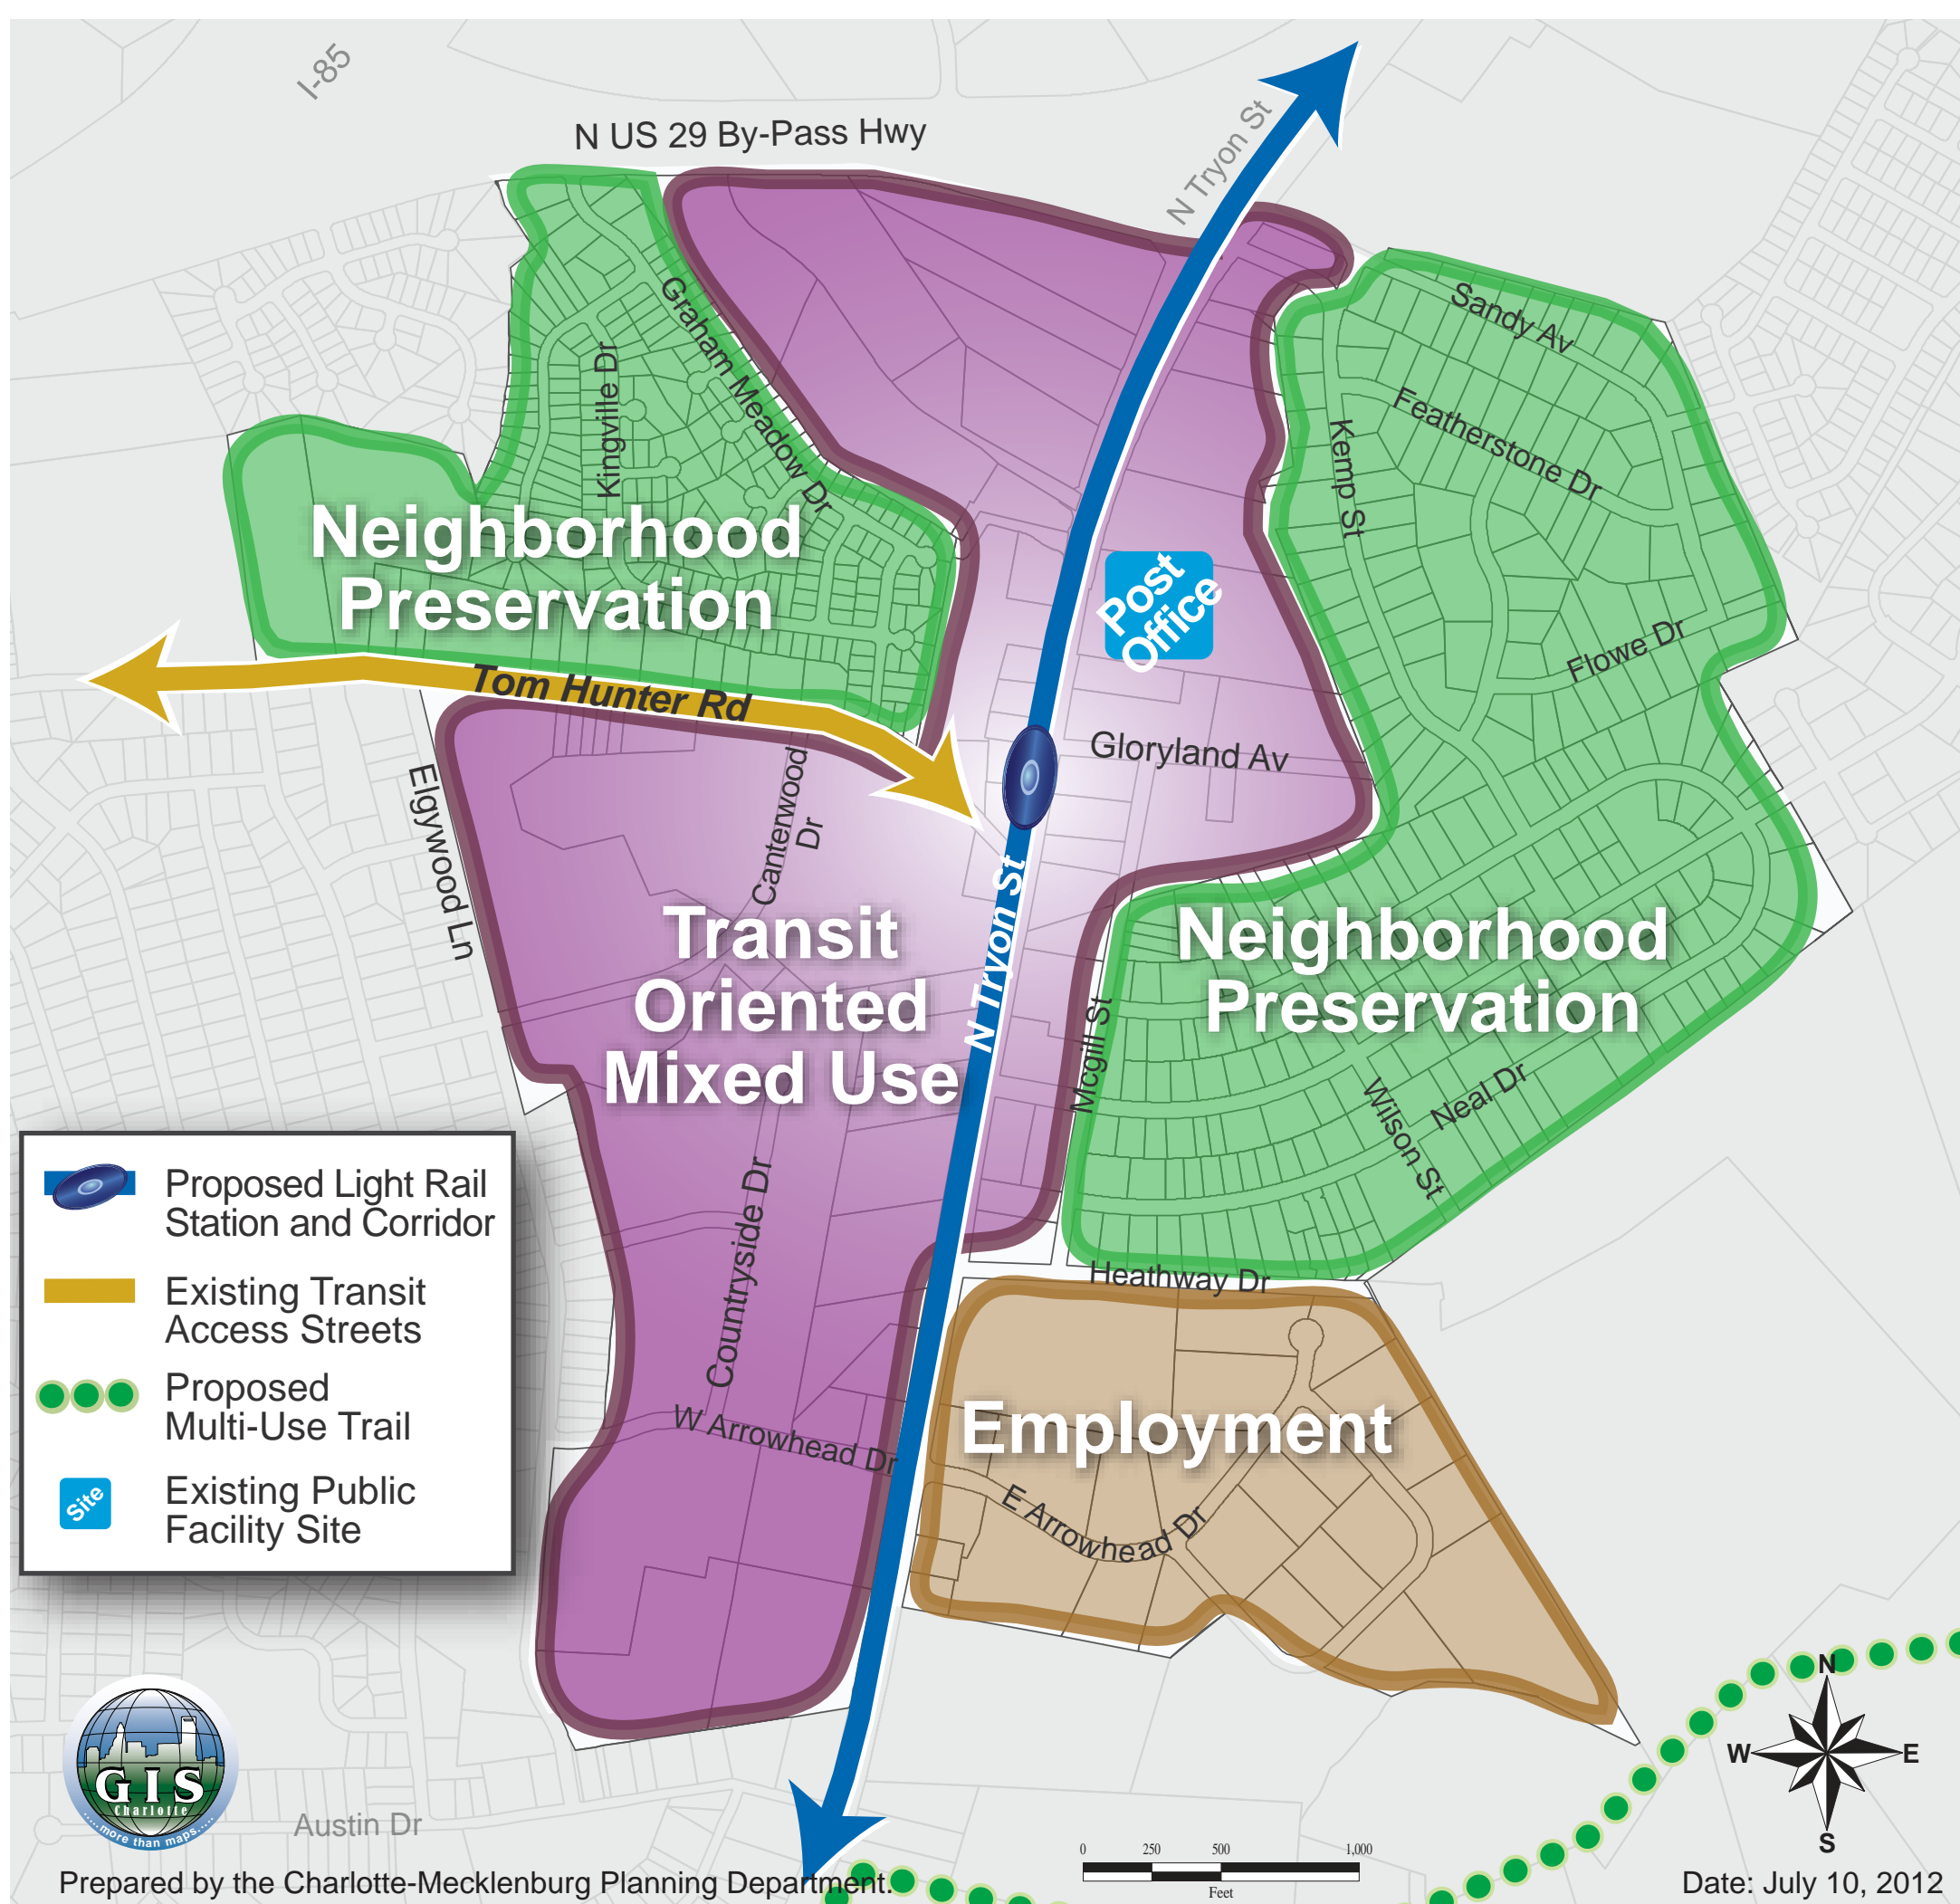 I-85
N US 29 By-Pass Hwy
N Tryon St
Graham Meadow Dr
Kingville Dr
Sandy Av
Featherstone Dr
Kemp St
Flowe Dr
Neighborhood
Preservation
Post
Office
Tom Hunter Rd
Gloryland Av
Elgywood Ln
Canterwood
Dr
Transit
Oriented
Mixed Use
N Tryon St
Neighborhood
Preservation
Mcgill St
Wilson St
Neal Dr
Countryside Dr
Heathway Dr
W Arrowhead Dr
Employment
E Arrowhead Dr
Proposed Light Rail
Station and Corridor
Existing Transit
Access Streets
Proposed
Multi-Use Trail
Site
Existing Public
Facility Site
N
W
E
S
GIS
Charlotte
.....more than maps.....
Austin Dr
0 250 500 1,000
Feet
Prepared by the Charlotte-Mecklenburg Planning Department.
Date: July 10, 2012